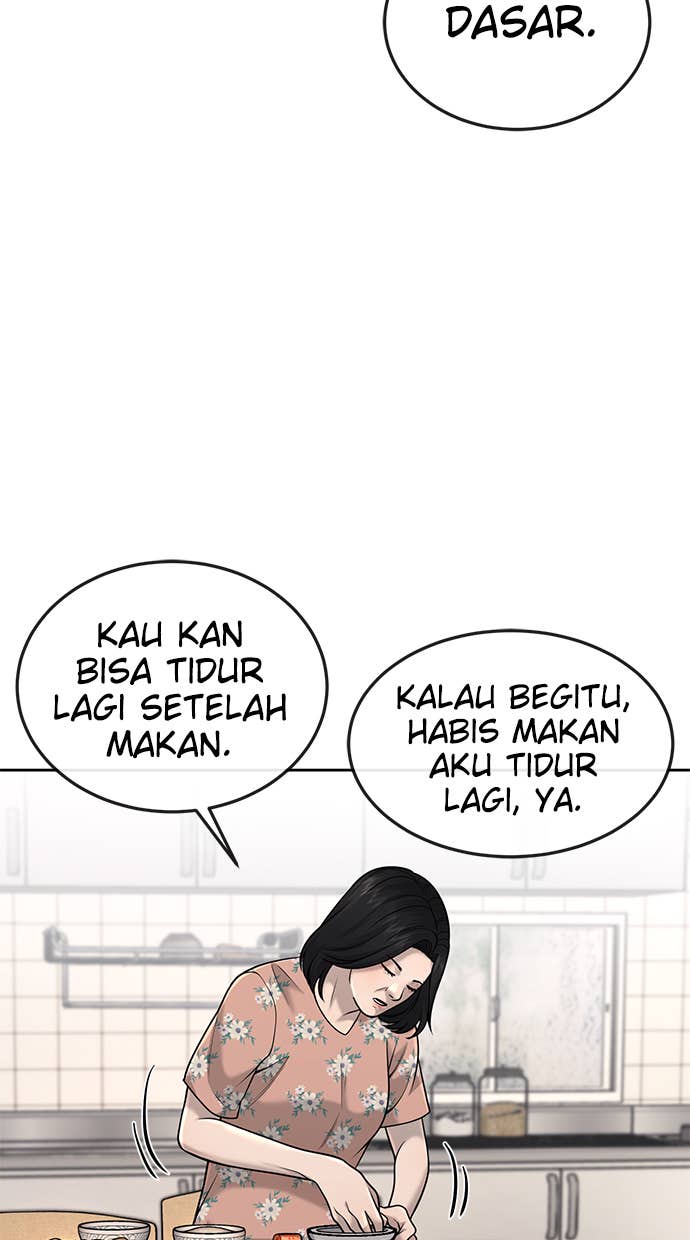 DASAR.
KAU KAN
BISA TIDUR
LAGI SETELAH
MAKAN.
KALAU BEGITU,
HABIS MAKAN
AKU TIDUR
LAGI, YA.